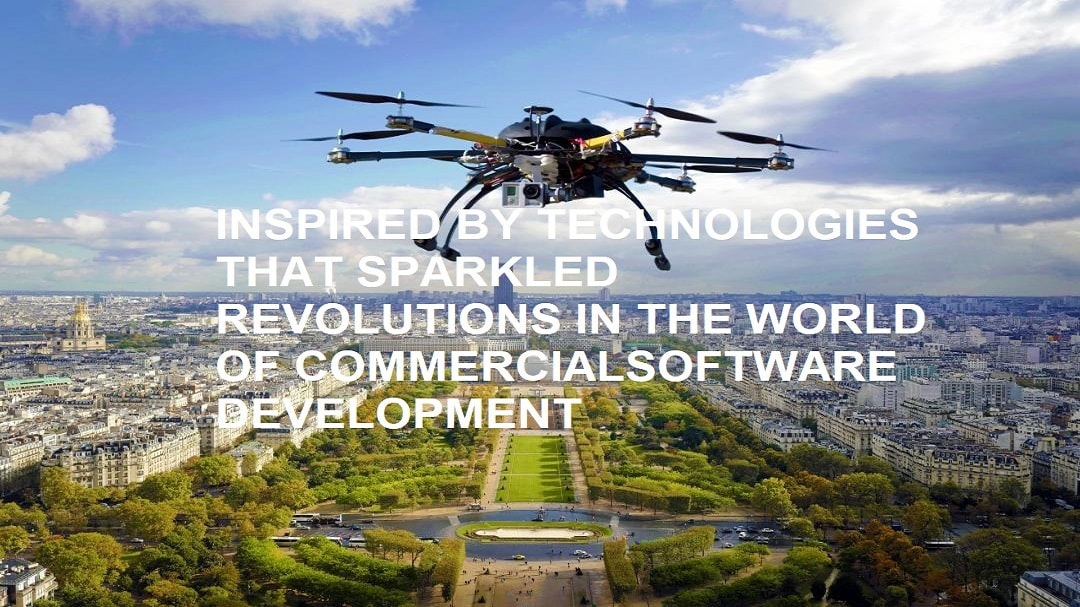 INSPIRED BY TECHNOLOGIES
THAT SPARKLED
REVOLUTIONS IN THE WORLD
OF COMMERCIALSOFTWARE
DEVELOPMENT